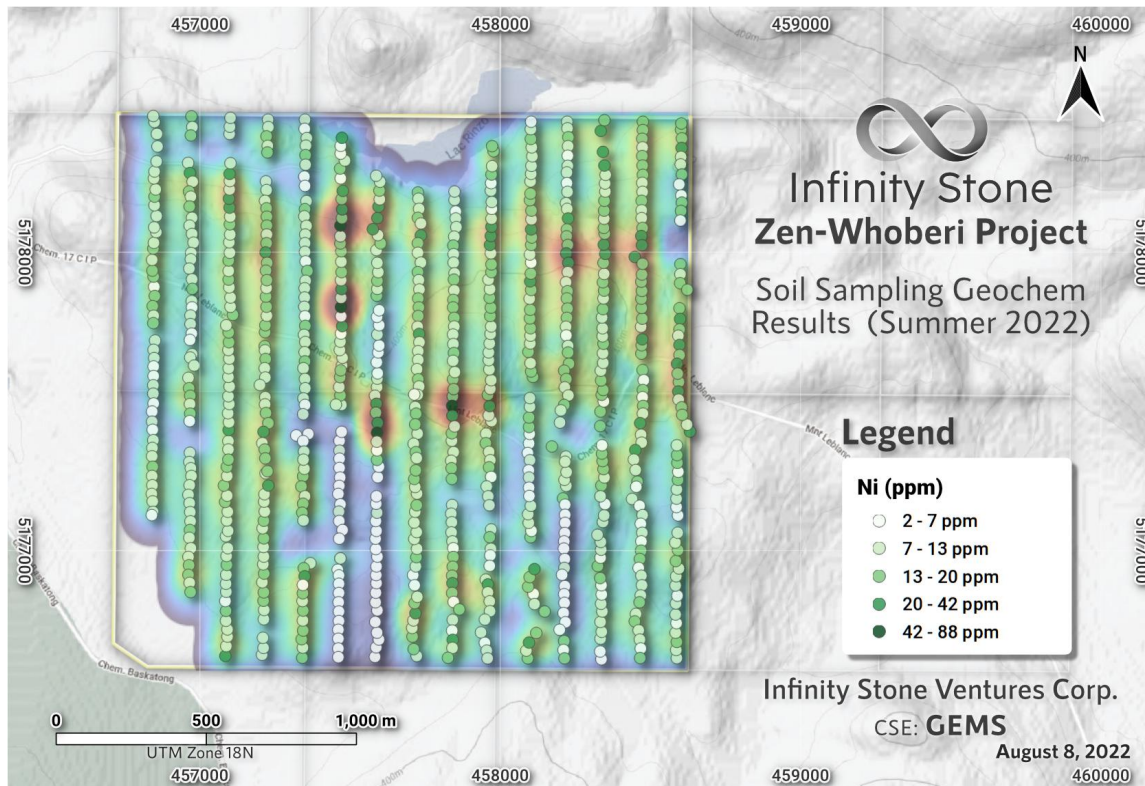 457000
458000
459000
460000
N
400m
400m
Lac Rinzo
Infinity Stone
Zen-Whoberi Project
Soil Sampling Geochem
Results (Summer 2022)
5178000
5178000
Chem. 17 C I P
Mnt Leblanc
Legend
Ni (ppm)
2 - 7 ppm
7 - 13 ppm
13 - 20 ppm
20 - 42 ppm
42 - 88 ppm
5177000
5177000
Chem. Baskatong
Infinity Stone Ventures Corp.
CSE: GEMS
August 8, 2022
0 500 1,000 m
UTM Zone 18N
400m
457000
458000
459000
460000